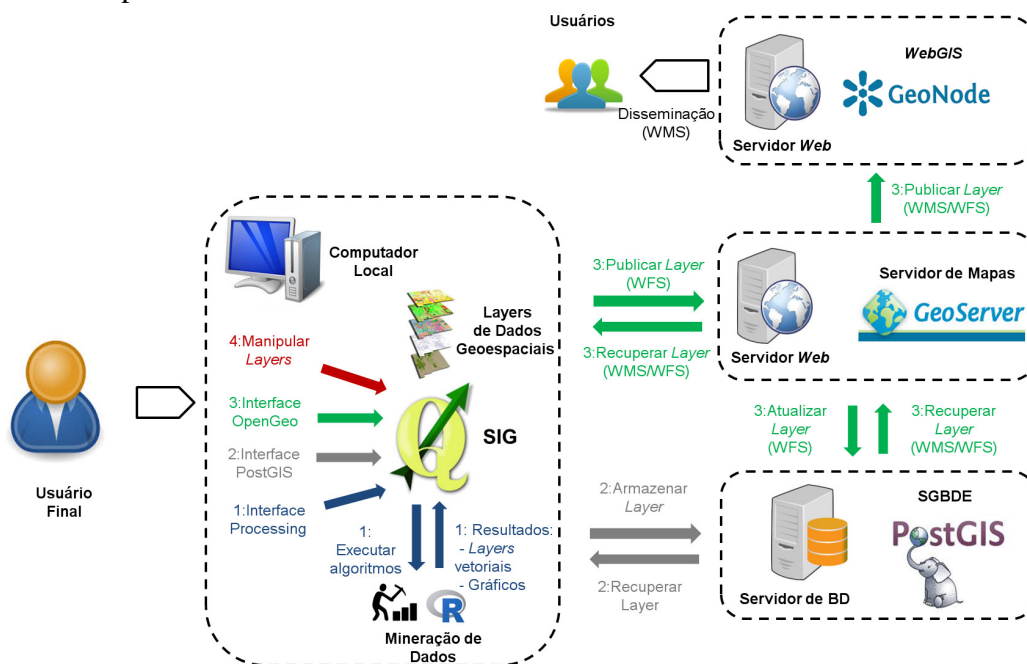 Usuários
Disseminação
(WMS)
WebGIS
GeoNode
Servidor Web
3:Publicar Layer
(WMS/WFS)
Servidor de Mapas
GeoServer
Servidor Web
3:Publicar Layer
(WFS)
3:Recuperar Layer
(WMS/WFS)
3:Atualizar
Layer
(WFS)
3:Recuperar
Layer
(WMS/WFS)
SGBDE
PostGIS
Servidor de BD
2:Armazenar
Layer
2:Recuperar
Layer
Usuário
Final
Computador
Local
Layers
de Dados
Geoespaciais
4:Manipular
Layers
3:Interface
OpenGeo
2:Interface
PostGIS
1:Interface
Processing
Q
SIG
1:
Executar
algoritmos
1: Resultados:
- Layers
vetoriais
- Gráficos
R
Mineração de
Dados